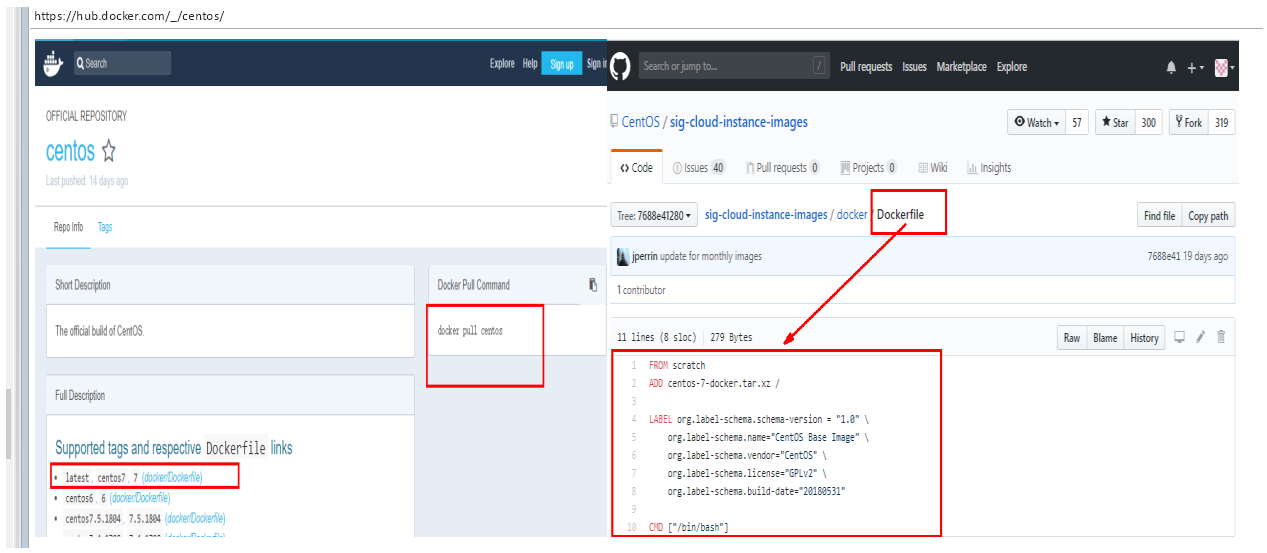 https://hub.docker.com/_/centos/
Search
Explore Help Sign up Sign in
OFFICIAL REPOSITORY
centos
Last pushed: 14 days ago
Repo Info Tags
Short Description
The official build of CentOS.
Docker Pull Command
docker pull centos
Full Description
Supported tags and respective Dockerfile links
• latest , centos7 , 7 (docker/Dockerfile)
• centos6 , 6 (docker/Dockerfile)
• centos7.5.1804 , 7.5.1804 (docker/Dockerfile)
Search or jump to... /
Pull requests Issues Marketplace Explore
CentOS / sig-cloud-instance-images
Watch 57 Star 300 Fork 319
Code Issues 40 Pull requests 0 Projects 0 Wiki Insights
Tree: 7688e41280 sig-cloud-instance-images / docker / Dockerfile
Find file Copy path
jperrin update for monthly images
7688e41 19 days ago
1 contributor
11 lines (8 sloc) 279 Bytes
Raw Blame History
1 FROM scratch
2 ADD centos-7-docker.tar.xz /
3
4 LABEL org.label-schema.schema-version = "1.0" \
5 org.label-schema.name="CentOS Base Image" \
6 org.label-schema.vendor="CentOS" \
7 org.label-schema.license="GPLv2" \
8 org.label-schema.build-date="20180531"
9
10 CMD ["/bin/bash"]